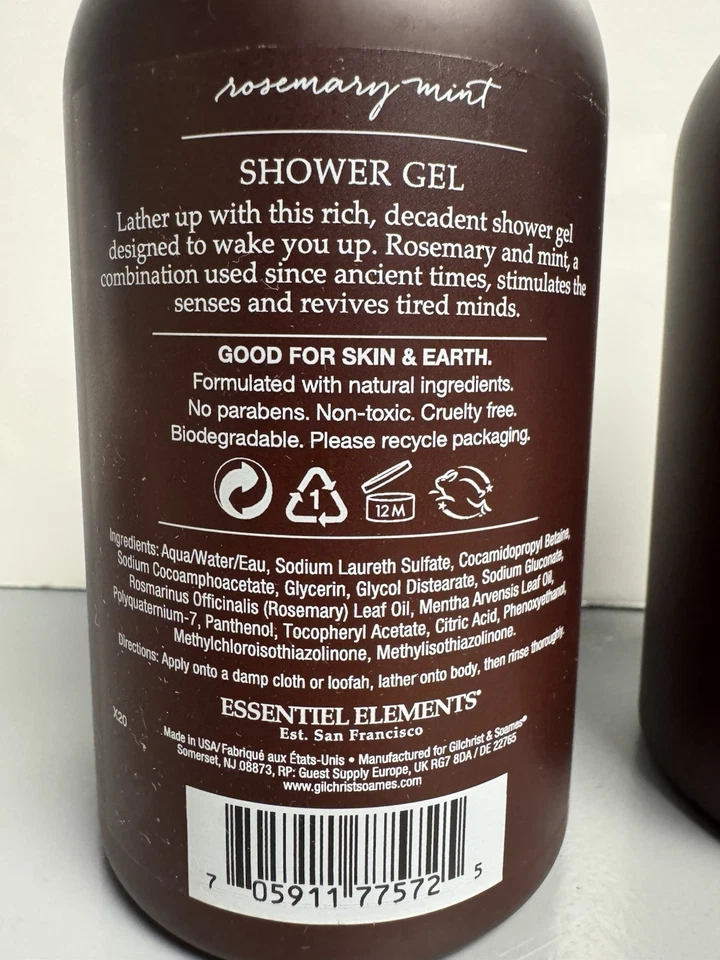 rosemary mint
SHOWER GEL
Lather up with this rich, decadent shower gel
designed to wake you up. Rosemary and mint, a
combination used since ancient times, stimulates the
senses and revives tired minds.
GOOD FOR SKIN & EARTH.
Formulated with natural ingredients.
No parabens. Non-toxic. Cruelty free.
Biodegradable. Please recycle packaging.
1
12 M
Ingredients: Aqua/Water/Eau, Sodium Laureth Sulfate, Cocamidopropyl Betaine,
Sodium Cocoamphoacetate, Glycerin, Glycol Distearate, Sodium Gluconate,
Rosmarinus Officinalis (Rosemary) Leaf Oil, Mentha Arvensis Leaf Oil,
Polyquaternium-7, Panthenol, Tocopheryl Acetate, Citric Acid, Phenoxyethanol,
Methylchloroisothiazolinone, Methylisothiazolinone.
Directions: Apply onto a damp cloth or loofah, lather onto body, then rinse thoroughly.
X20
ESSENTIEL ELEMENTS®
Est. San Francisco
Made in USA/Fabriqué aux États-Unis • Manufactured for Gilchrist & Soames®
Somerset, NJ 08873, RP: Guest Supply Europe, UK RG7 8DA / DE 22765
www.gilchristsoames.com
7 05911 77572 5